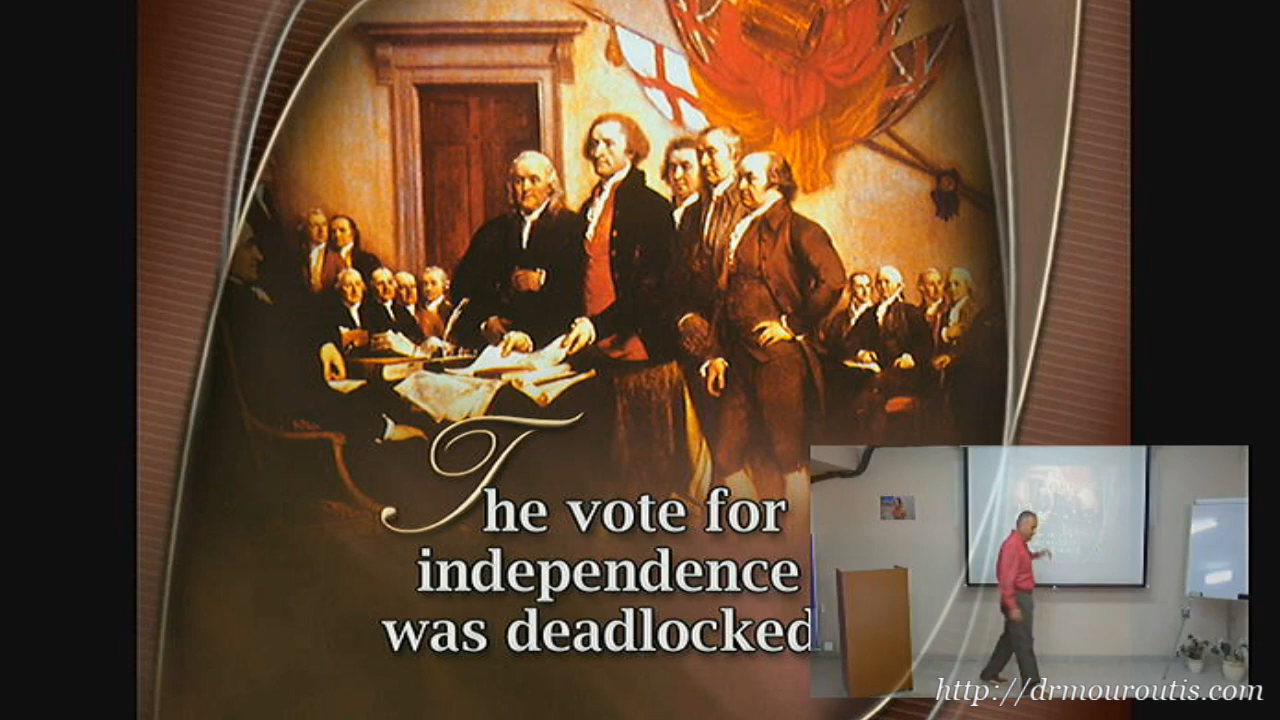 The vote for
independence
was deadlocked
http://drmouroutis.com